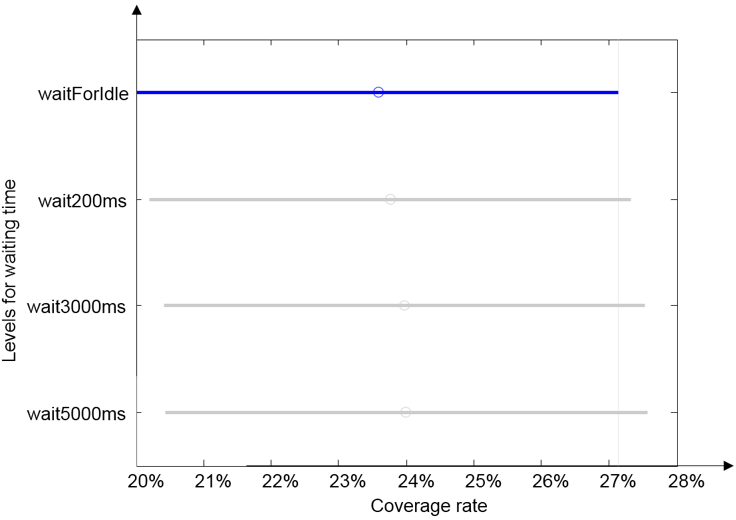 waitForIdle
wait200ms
wait3000ms
wait5000ms
Levels for waiting time
20% 21% 22% 23% 24% 25% 26% 27% 28%
Coverage rate